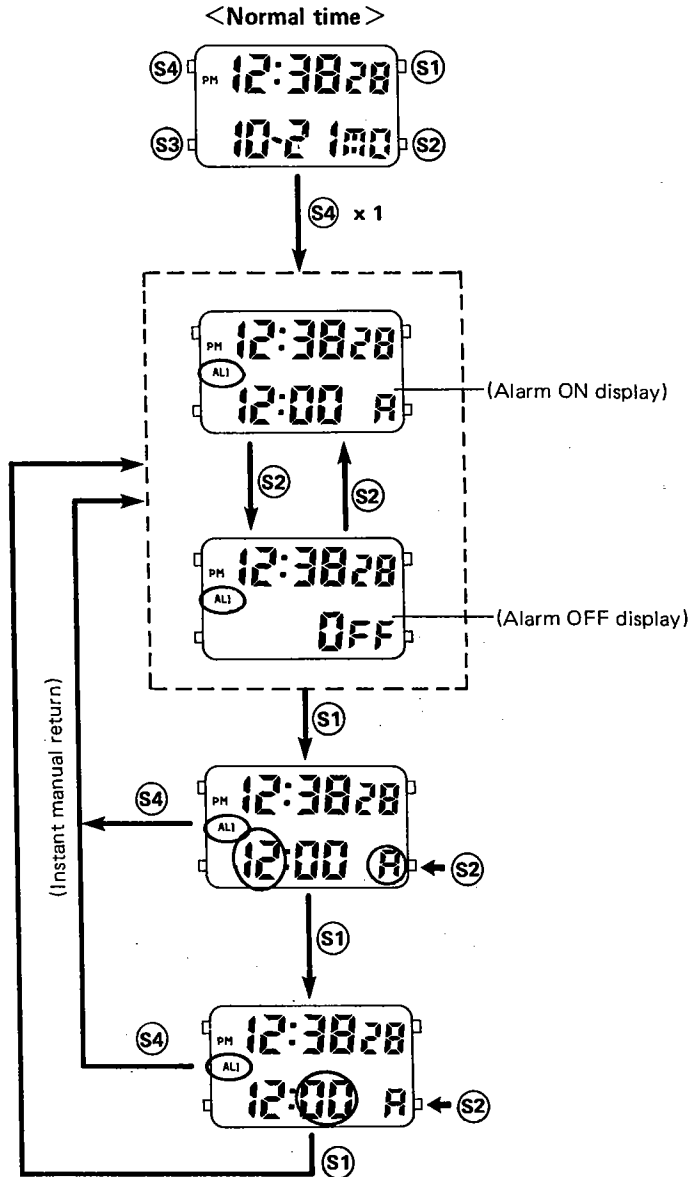 <Normal time>
S4 PM 12:38 28 S1
S3 10-21 MO S2
S4 x 1
PM 12:38 28
AL1
12:00 A
(Alarm ON display)
S2 S2
PM 12:38 28
AL1
OFF
(Alarm OFF display)
S1
(Instant manual return)
PM 12:38 28
S4
AL1
12:00 A S2
S1
PM 12:38 28
S4
AL1
12:00 A S2
S1